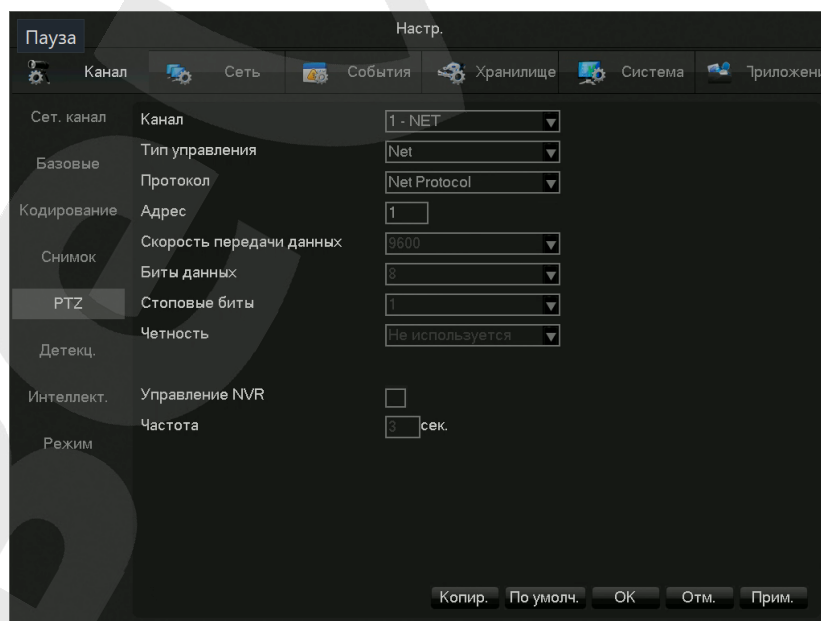 Настр.
Пауза
Канал Сеть События Хранилище Система Приложени
Сет. канал
Базовые
Кодирование
Снимок
PTZ
Детекц.
Интеллект.
Режим
Канал 1 - NET
Тип управления Net
Протокол Net Protocol
Адрес 1
Скорость передачи данных 9600
Биты данных 8
Стоповые биты 1
Четность Не используется
Управление NVR
Частота 3 сек.
Копир. По умолч. OK Отм. Прим.